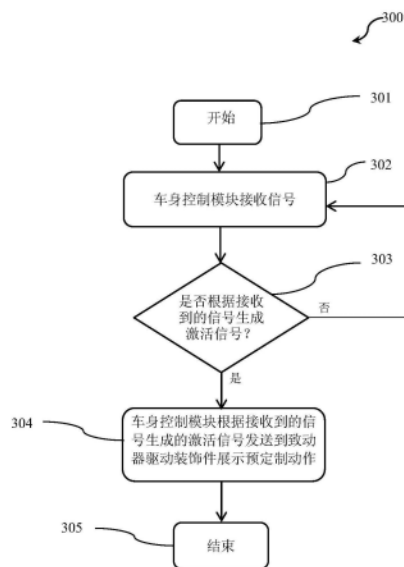 300
开始
301
车身控制模块接收信号
302
是否根据接收
到的信号生成
激活信号？
303
否
是
车身控制模块根据接收到的信
号生成的激活信号发送到致动
器驱动装饰件展示预定制动作
304
结束
305